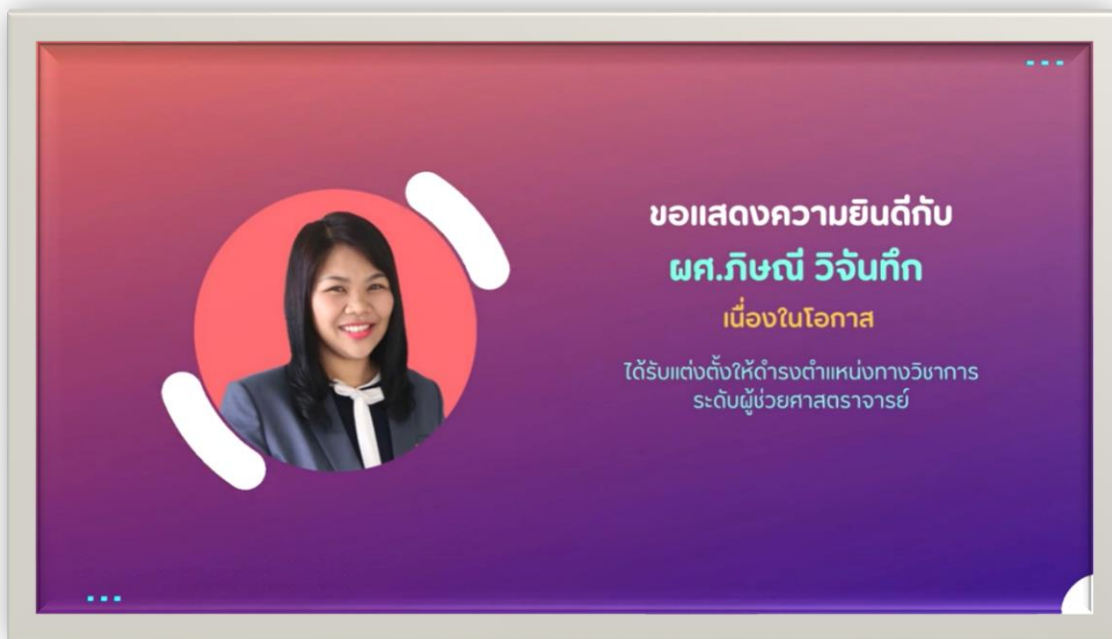 ขอแสดงความยินดีกับ
ผศ.ภิษณี วิจันทึก
เนื่องในโอกาส
ได้รับแต่งตั้งให้ดำรงตำแหน่งทางวิชาการ
ระดับผู้ช่วยศาสตราจารย์